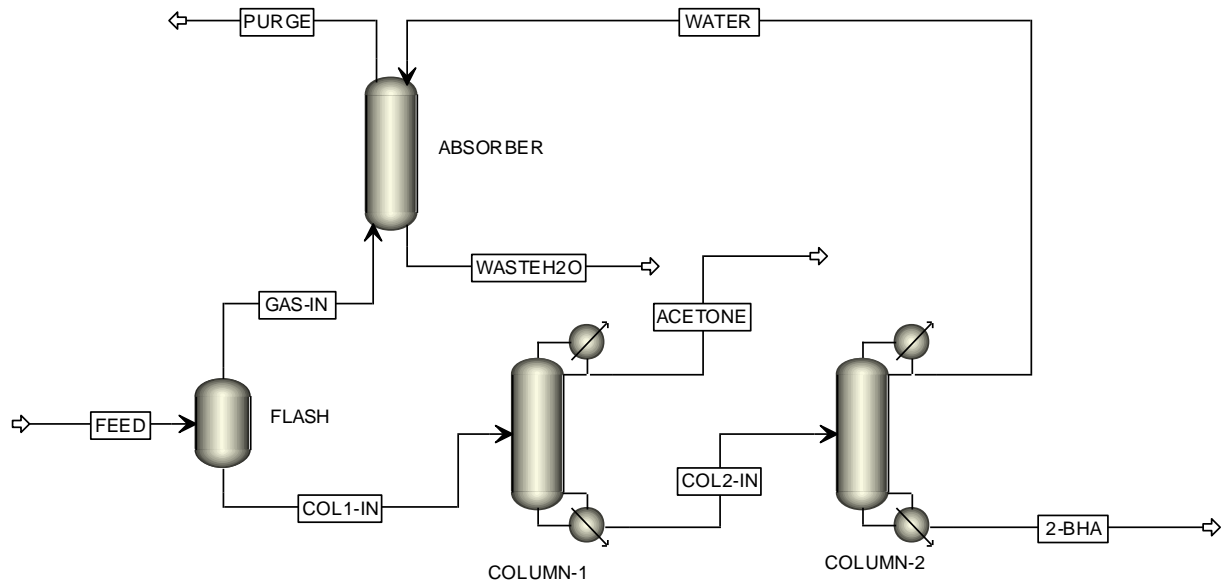 PURGE
WATER
ABSORBER
WASTEH2O
GAS-IN
ACETONE
FLASH
FEED
COL2-IN
COL1-IN
2-BHA
COLUMN-2
COLUMN-1